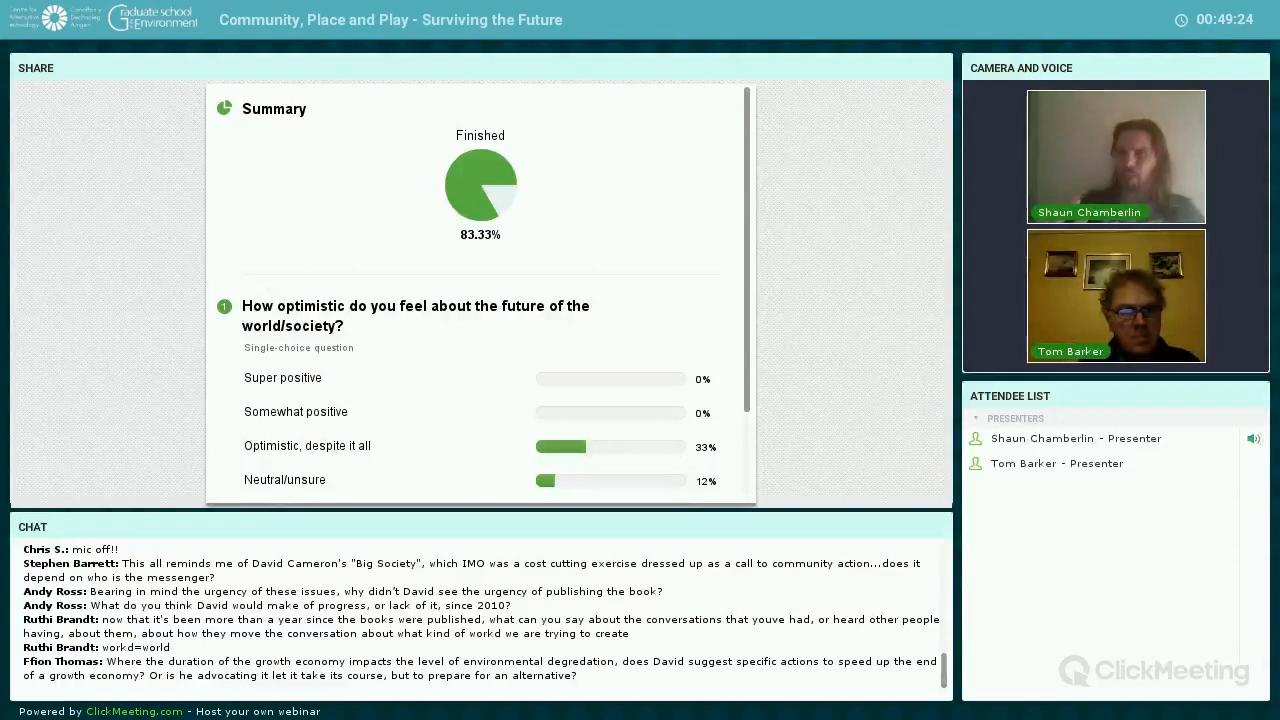 Centre for
Alternative
Technology
Canolfan y
Dechnoleg
Amgen
Graduate school
of the
ENVIRONMENT
Community, Place and Play - Surviving the Future
00:49:24
SHARE
Summary
Finished
83.33%
1
How optimistic do you feel about the future of the
world/society?
Single-choice question
Super positive 0%
Somewhat positive 0%
Optimistic, despite it all 33%
Neutral/unsure 12%
CAMERA AND VOICE
Shaun Chamberlin
Tom Barker
ATTENDEE LIST
PRESENTERS
Shaun Chamberlin - Presenter
Tom Barker - Presenter
CHAT
Chris S.: mic off!!
Stephen Barrett: This all reminds me of David Cameron's "Big Society", which IMO was a cost cutting exercise dressed up as a call to community action...does it
depend on who is the messenger?
Andy Ross: Bearing in mind the urgency of these issues, why didn't David see the urgency of publishing the book?
Andy Ross: What do you think David would make of progress, or lack of it, since 2010?
Ruthi Brandt: now that it's been more than a year since the books were published, what can you say about the conversations that youve had, or heard other people
having, about them, about how they move the conversation about what kind of workd we are trying to create
Ruthi Brandt: workd=world
Ffion Thomas: Where the duration of the growth economy impacts the level of environmental degredation, does David suggest specific actions to speed up the end
of a growth economy? Or is he advocating it let it take its course, but to prepare for an alternative?
ClickMeeting
Powered by ClickMeeting.com - Host your own webinar